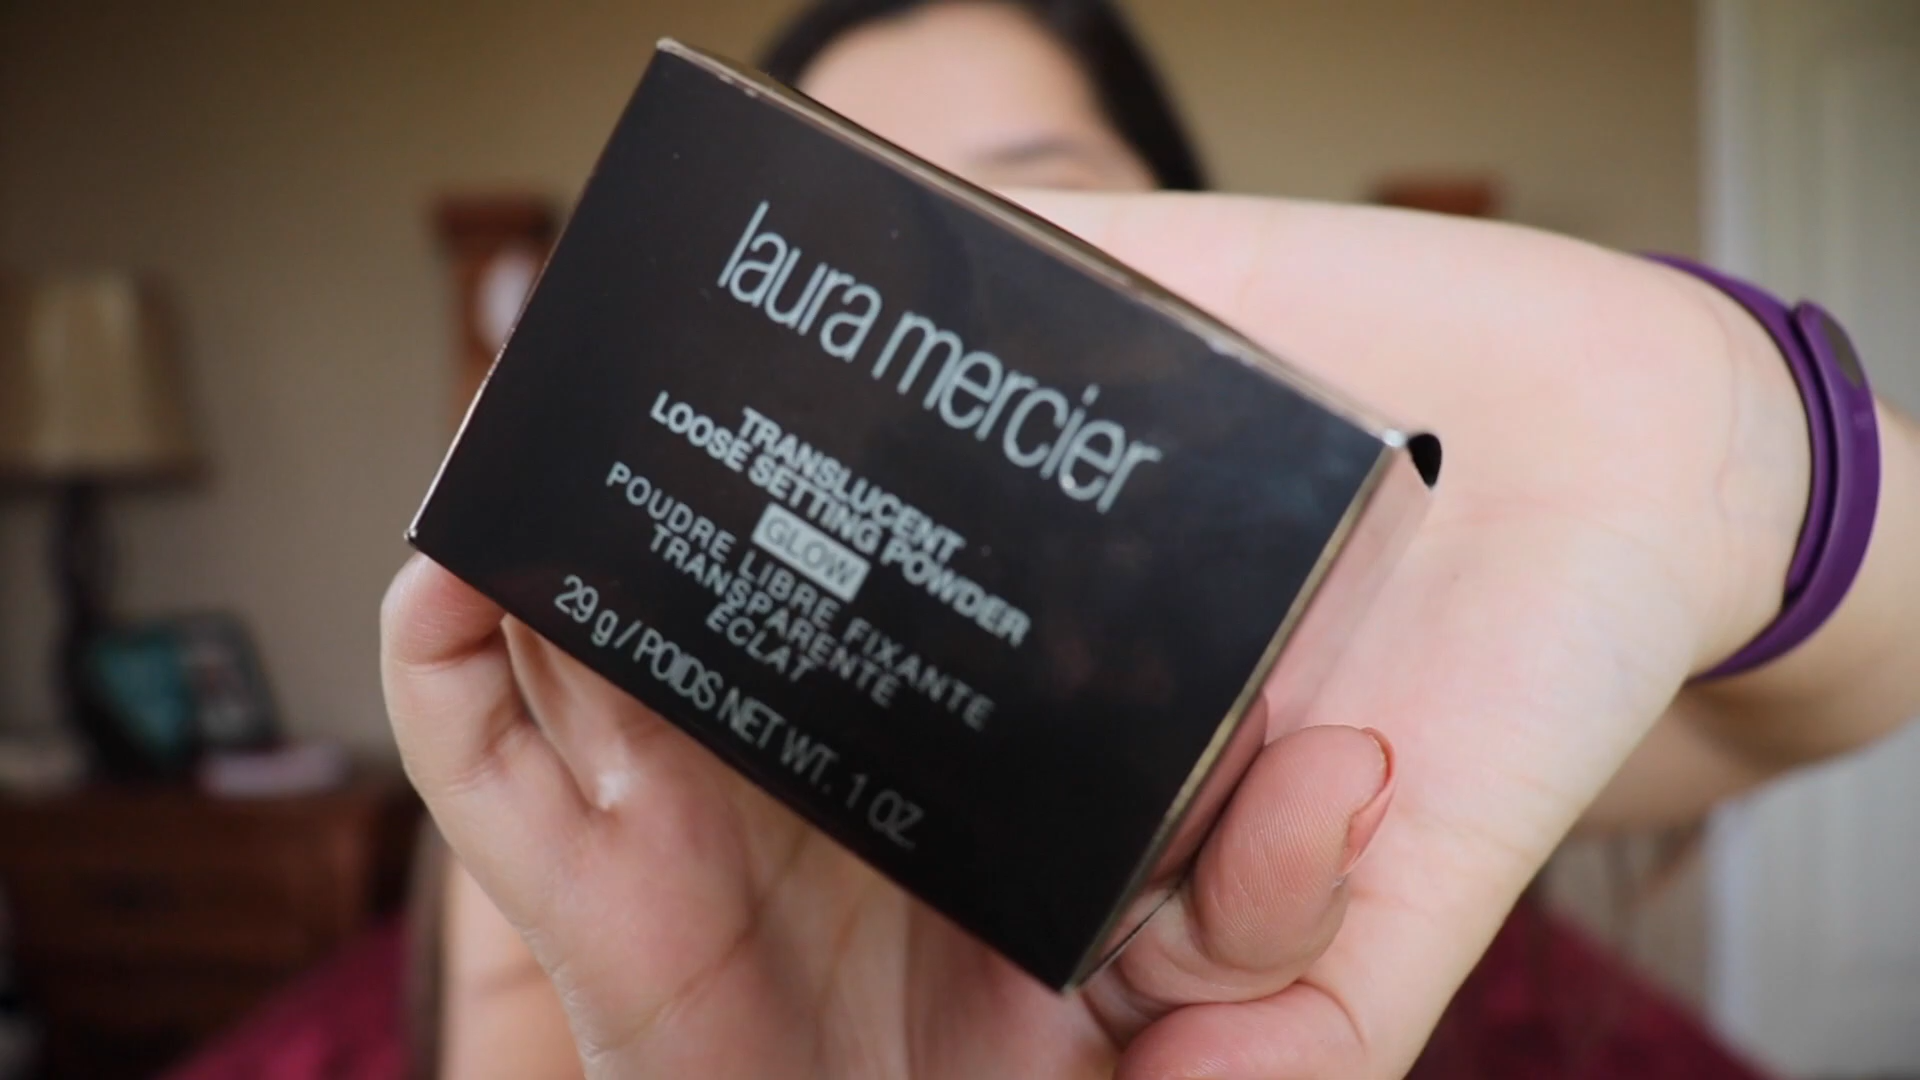 laura mercier
TRANSLUCENT
LOOSE SETTING POWDER
GLOW
POUDRE LIBRE FIXANTE
TRANSPARENTE
ÉCLAT
29 g / POIDS NET WT. 1 OZ.